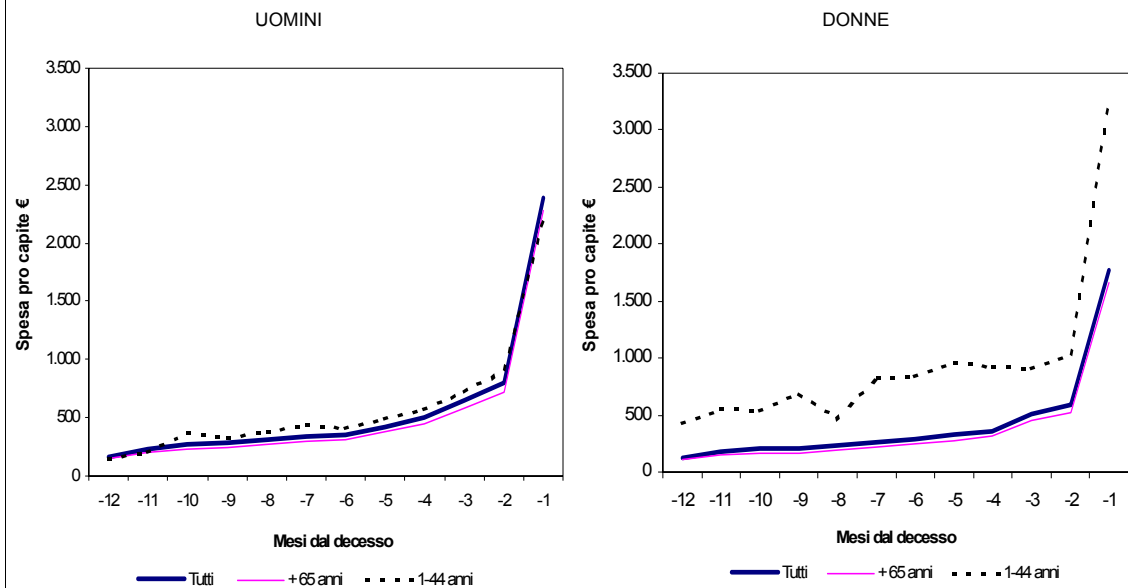 UOMINI
3.500
3.000
2.500
2.000
1.500
1.000
500
0
Spesa pro capite €
-12 -11 -10 -9 -8 -7 -6 -5 -4 -3 -2 -1
Mesi dal decesso
Tutti +65 anni 1-44 anni
DONNE
3.500
3.000
2.500
2.000
1.500
1.000
500
0
Spesa pro capite €
-12 -11 -10 -9 -8 -7 -6 -5 -4 -3 -2 -1
Mesi dal decesso
Tutti +65 anni 1-44 anni